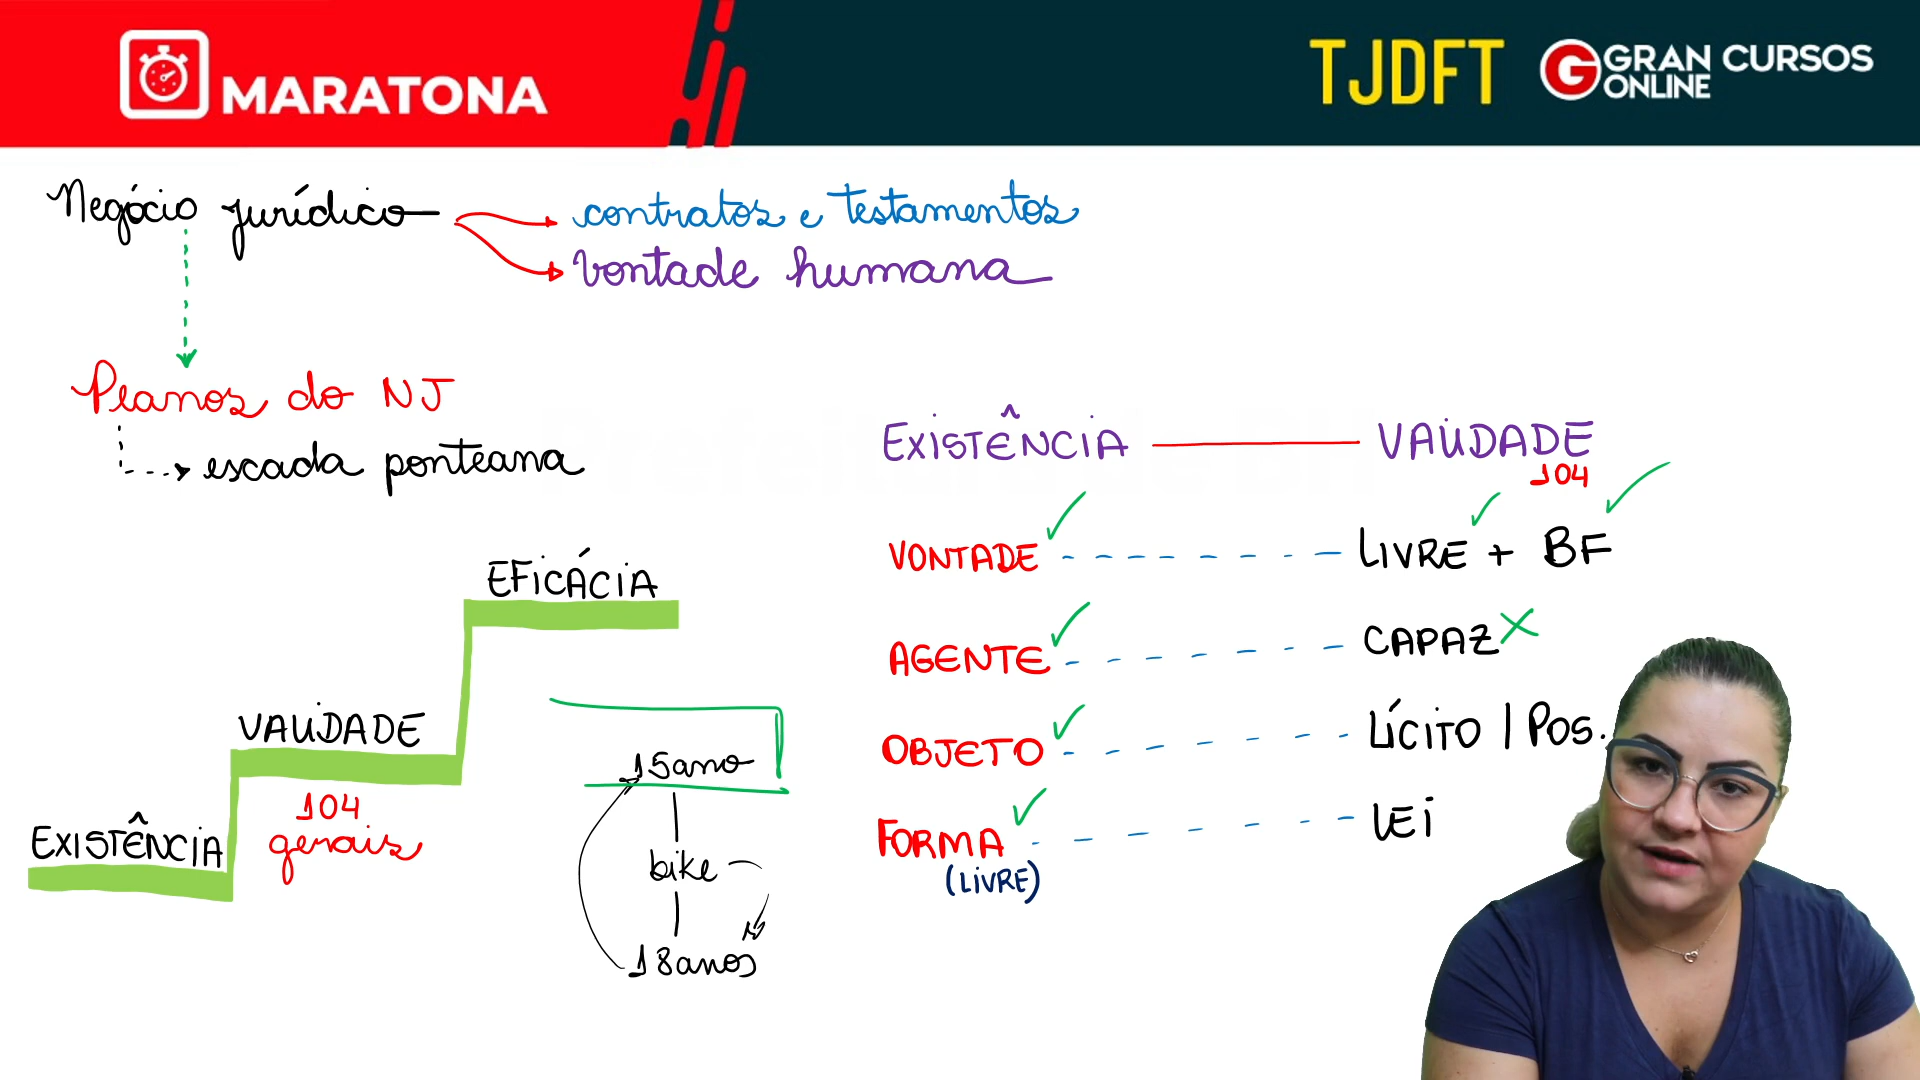 MARATONA
TJDFT
GRAN CURSOS
ONLINE
Negócio jurídico
contratos e testamentos
vontade humana
Planos do NJ
escada ponteana
EXISTÊNCIA
VALIDADE
104
VONTADE
LIVRE + BF
AGENTE
CAPAZ
OBJETO
LÍCITO | POS.
FORMA
(LIVRE)
LEI
EFICÁCIA
VALIDADE
104
gerais
EXISTÊNCIA
15ano
bike
18anos